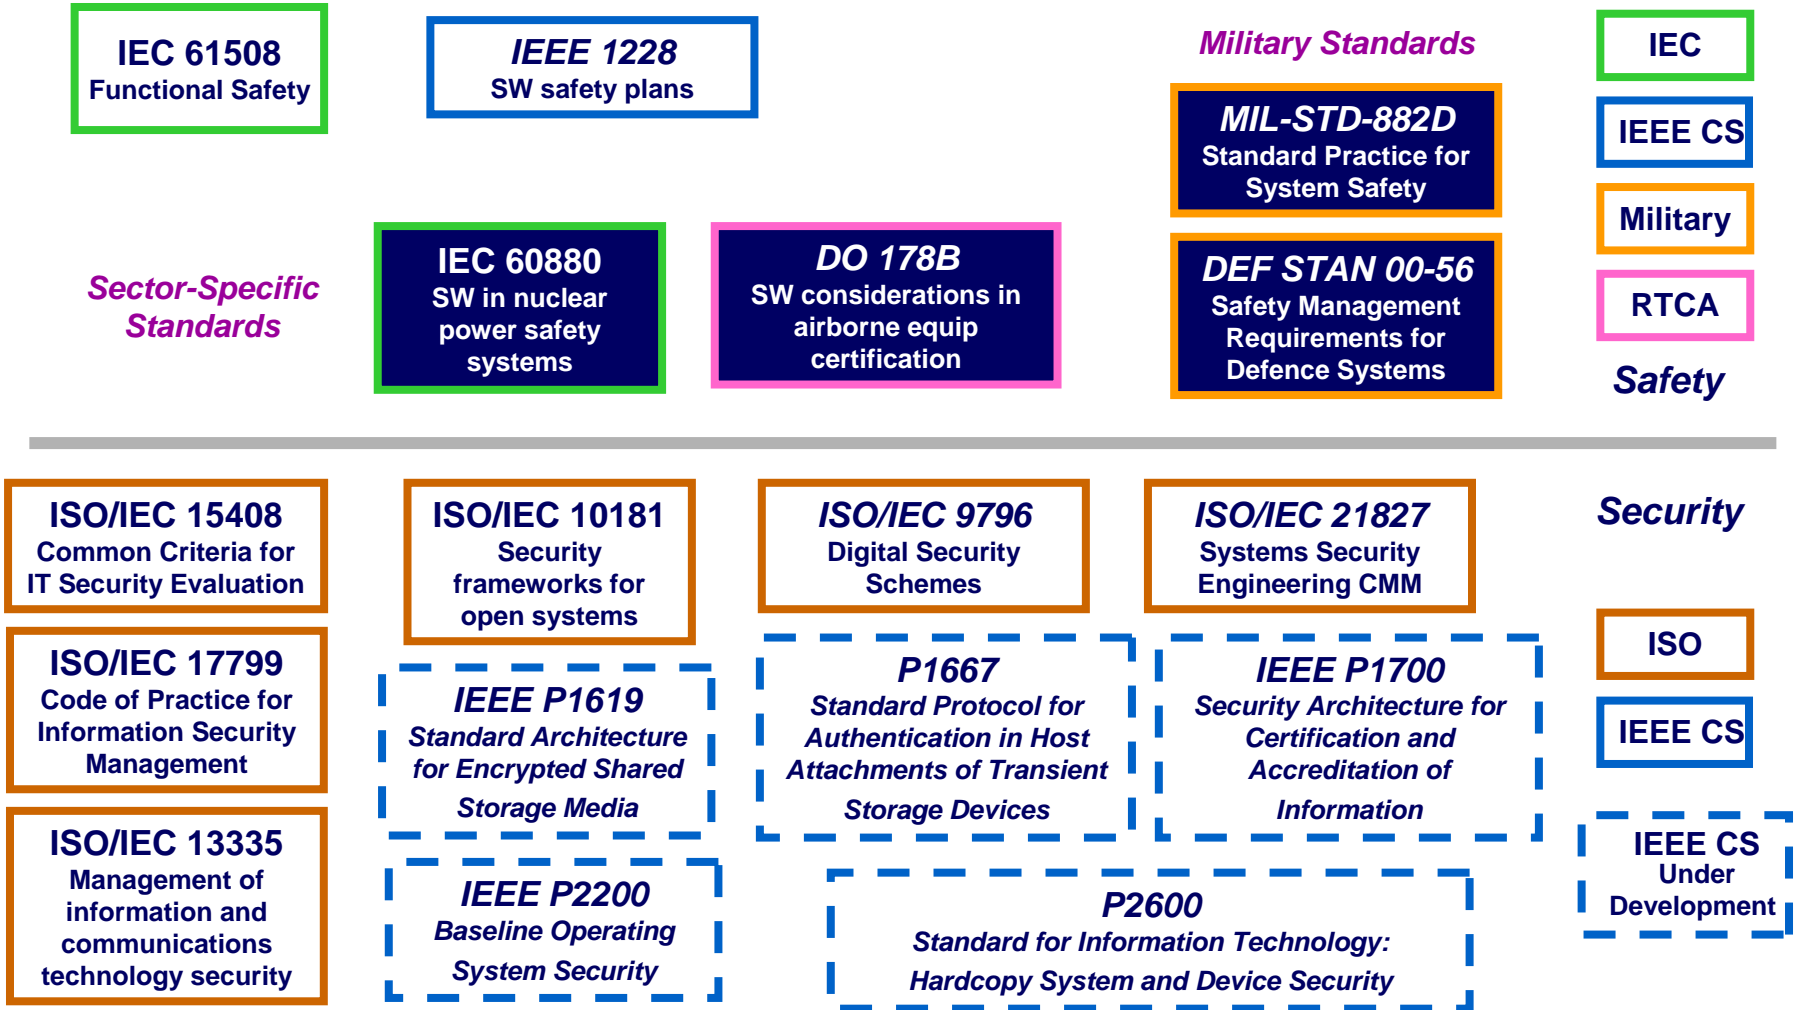 IEC 61508
Functional Safety
IEEE 1228
SW safety plans
Military Standards
MIL-STD-882D
Standard Practice for
System Safety
IEC
IEEE CS
Military
RTCA
Safety
Sector-Specific
Standards
IEC 60880
SW in nuclear
power safety
systems
DO 178B
SW considerations in
airborne equip
certification
DEF STAN 00-56
Safety Management
Requirements for
Defence Systems
ISO/IEC 15408
Common Criteria for
IT Security Evaluation
ISO/IEC 10181
Security
frameworks for
open systems
ISO/IEC 9796
Digital Security
Schemes
ISO/IEC 21827
Systems Security
Engineering CMM
Security
ISO/IEC 17799
Code of Practice for
Information Security
Management
IEEE P1619
Standard Architecture
for Encrypted Shared
Storage Media
P1667
Standard Protocol for
Authentication in Host
Attachments of Transient
Storage Devices
IEEE P1700
Security Architecture for
Certification and
Accreditation of
Information
ISO
IEEE CS
IEEE CS
Under
Development
ISO/IEC 13335
Management of
information and
communications
technology security
IEEE P2200
Baseline Operating
System Security
P2600
Standard for Information Technology:
Hardcopy System and Device Security